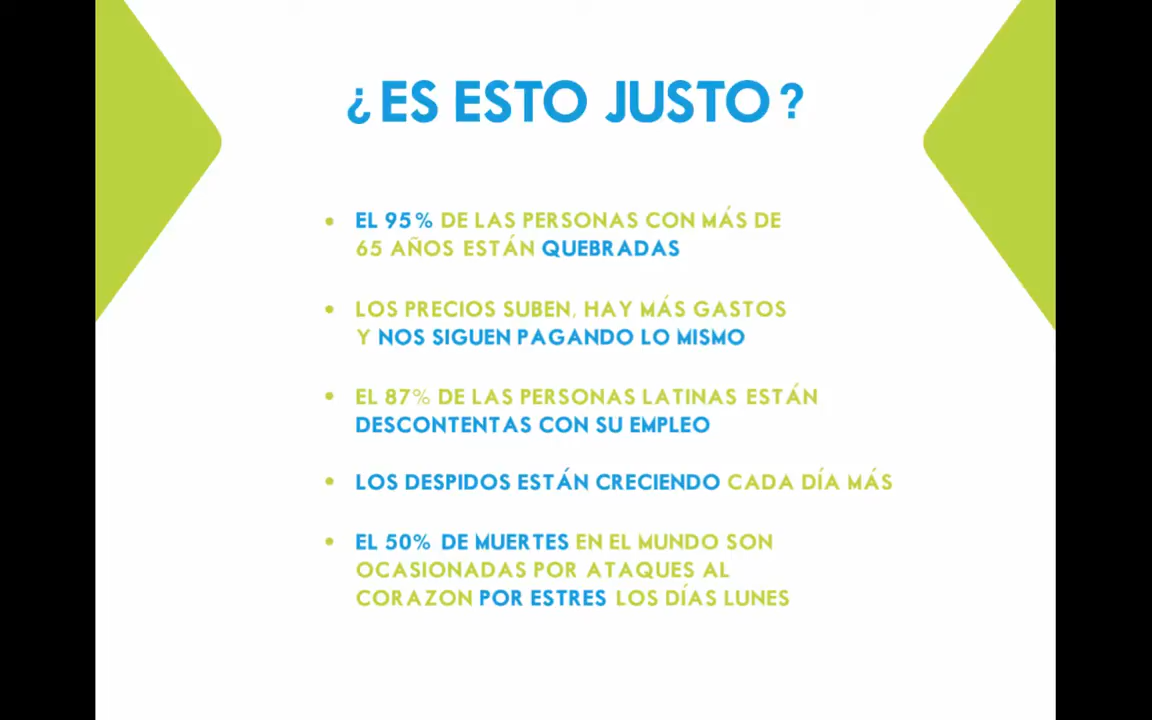 ¿ES ESTO JUSTO?
• EL 95% DE LAS PERSONAS CON MÁS DE
65 AÑOS ESTÁN QUEBRADAS
• LOS PRECIOS SUBEN, HAY MÁS GASTOS
Y NOS SIGUEN PAGANDO LO MISMO
• EL 87% DE LAS PERSONAS LATINAS ESTÁN
DESCONTENTAS CON SU EMPLEO
• LOS DESPIDOS ESTÁN CRECIENDO CADA DÍA MÁS
• EL 50% DE MUERTES EN EL MUNDO SON
OCASIONADAS POR ATAQUES AL
CORAZON POR ESTRES LOS DÍAS LUNES